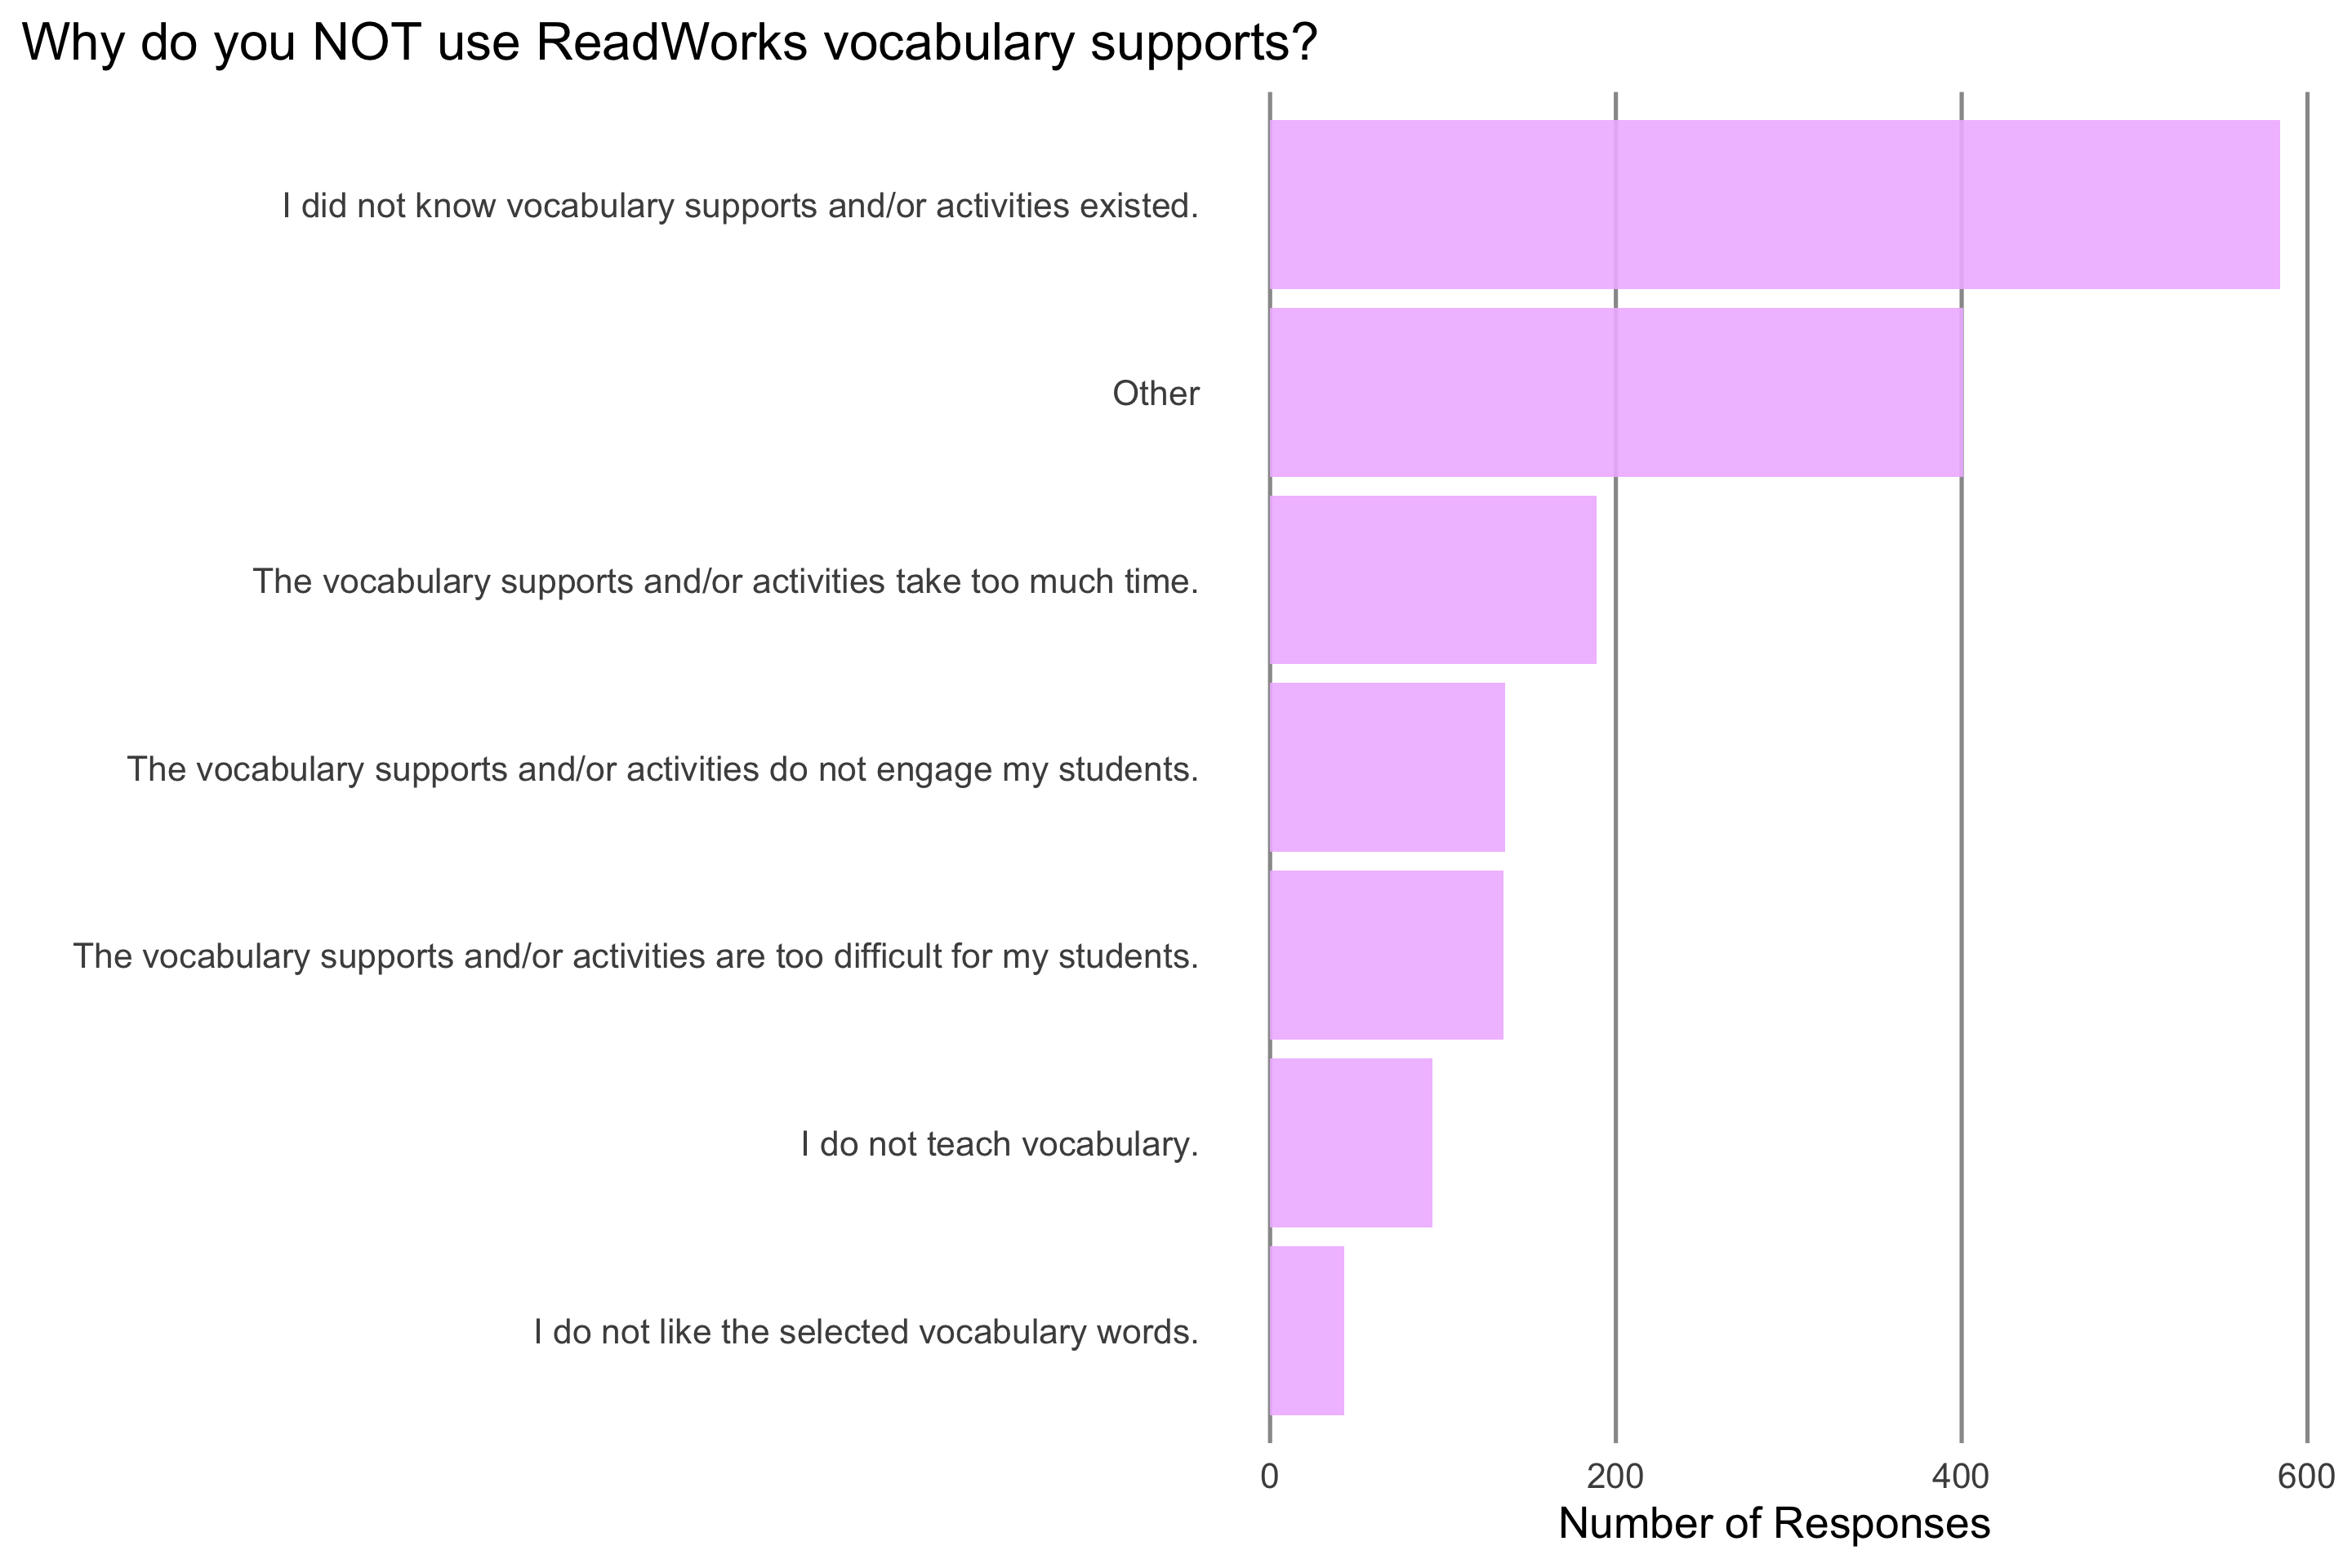 Why do you NOT use ReadWorks vocabulary supports?
I did not know vocabulary supports and/or activities existed.
Other
The vocabulary supports and/or activities take too much time.
The vocabulary supports and/or activities do not engage my students.
The vocabulary supports and/or activities are too difficult for my students.
I do not teach vocabulary.
I do not like the selected vocabulary words.
0 200 400 600
Number of Responses